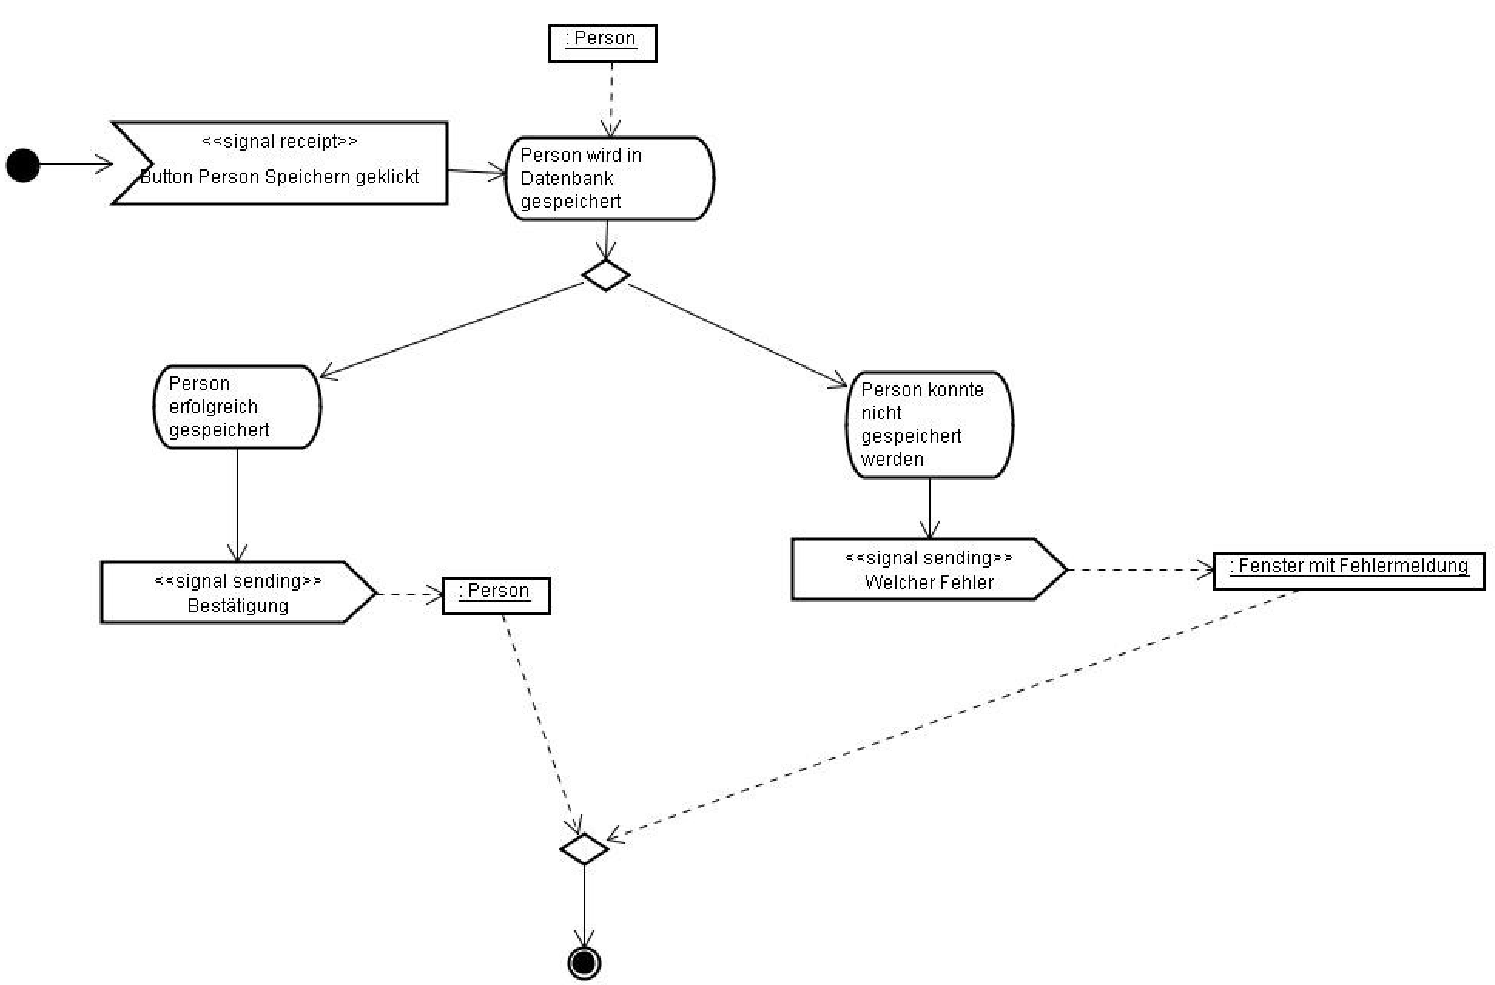 : Person
<<signal receipt>>
Button Person Speichern geklickt
Person wird in
Datenbank
gespeichert
Person
erfolgreich
gespeichert
Person konnte
nicht
gespeichert
werden
<<signal sending>>
Bestätigung
: Person
<<signal sending>>
Welcher Fehler
: Fenster mit Fehlermeldung